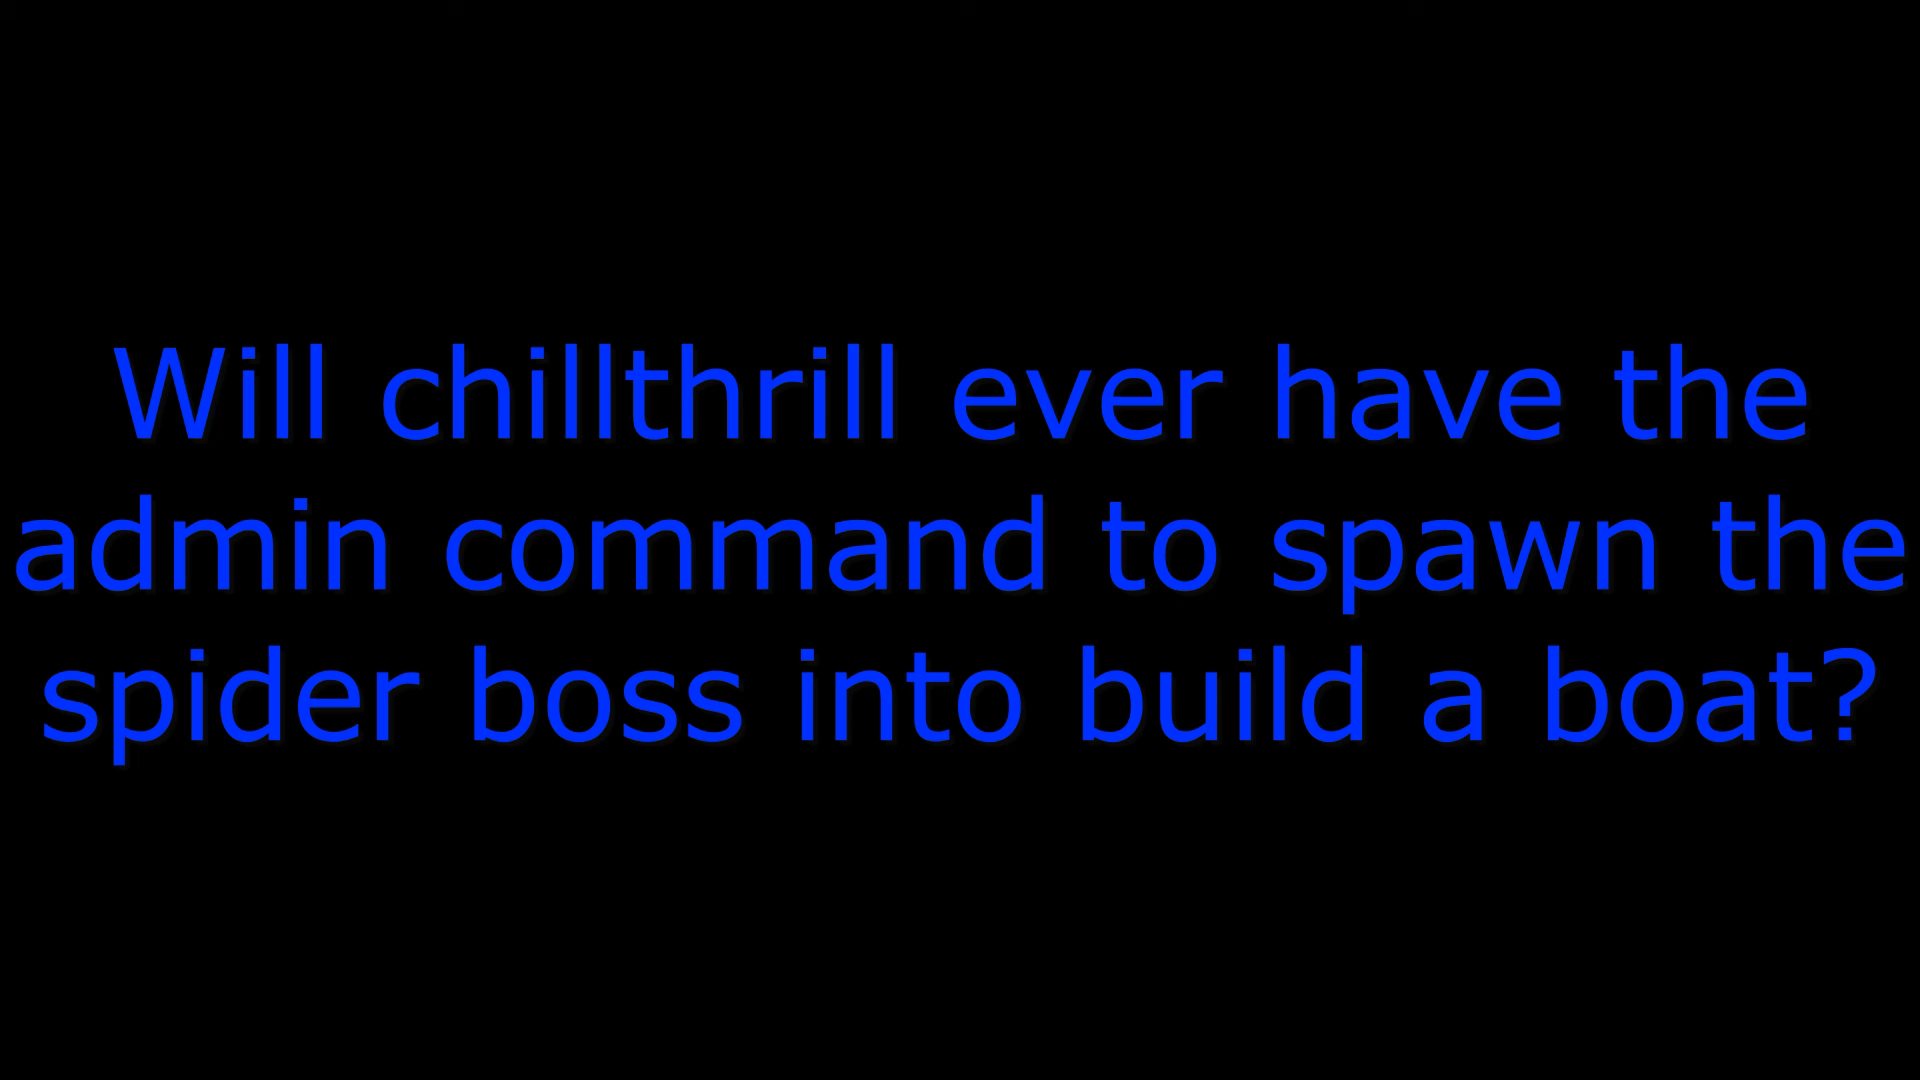 Will chillthrill ever have the
admin command to spawn the
spider boss into build a boat?